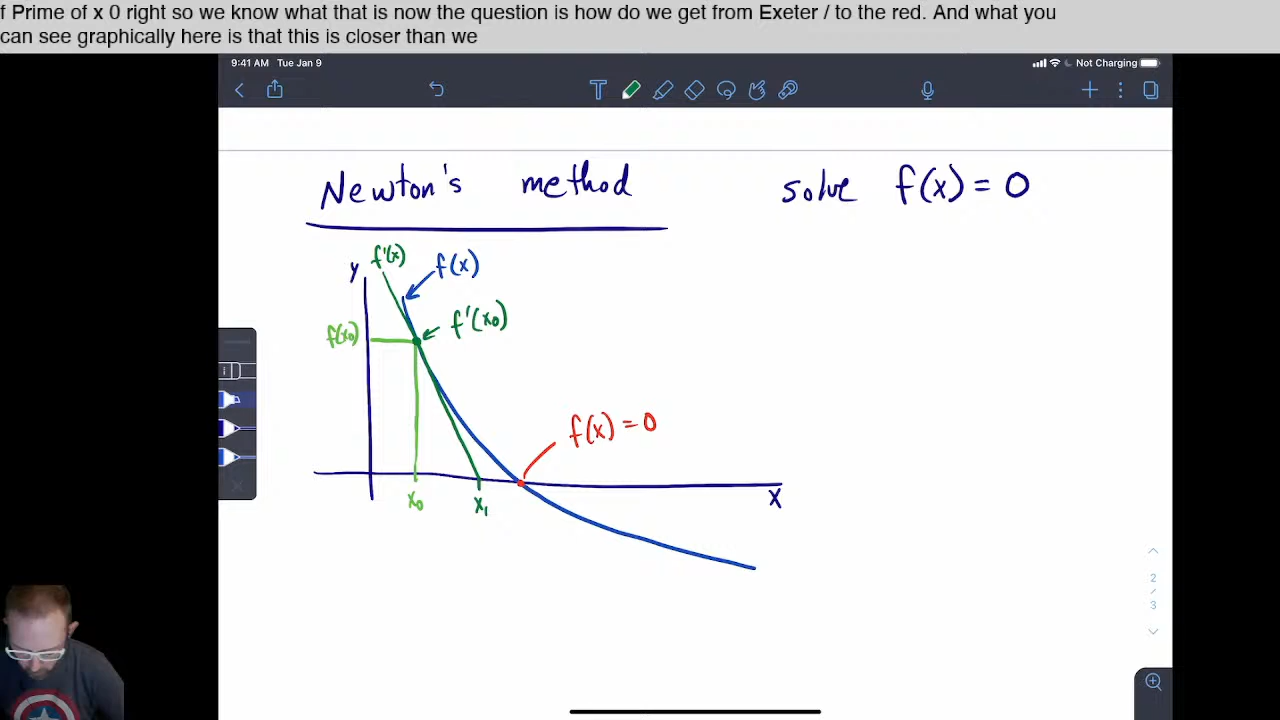 f Prime of x 0 right so we know what that is now the question is how do we get from Exeter / to the red. And what you
can see graphically here is that this is closer than we
9:41 AM Tue Jan 9
Not Charging
T
Newton's method
solve f(x) = 0
f'(x)
f(x)
y
f'(x₀)
f(x₀)
f(x) = 0
x₀
x₁
x
2
/
3